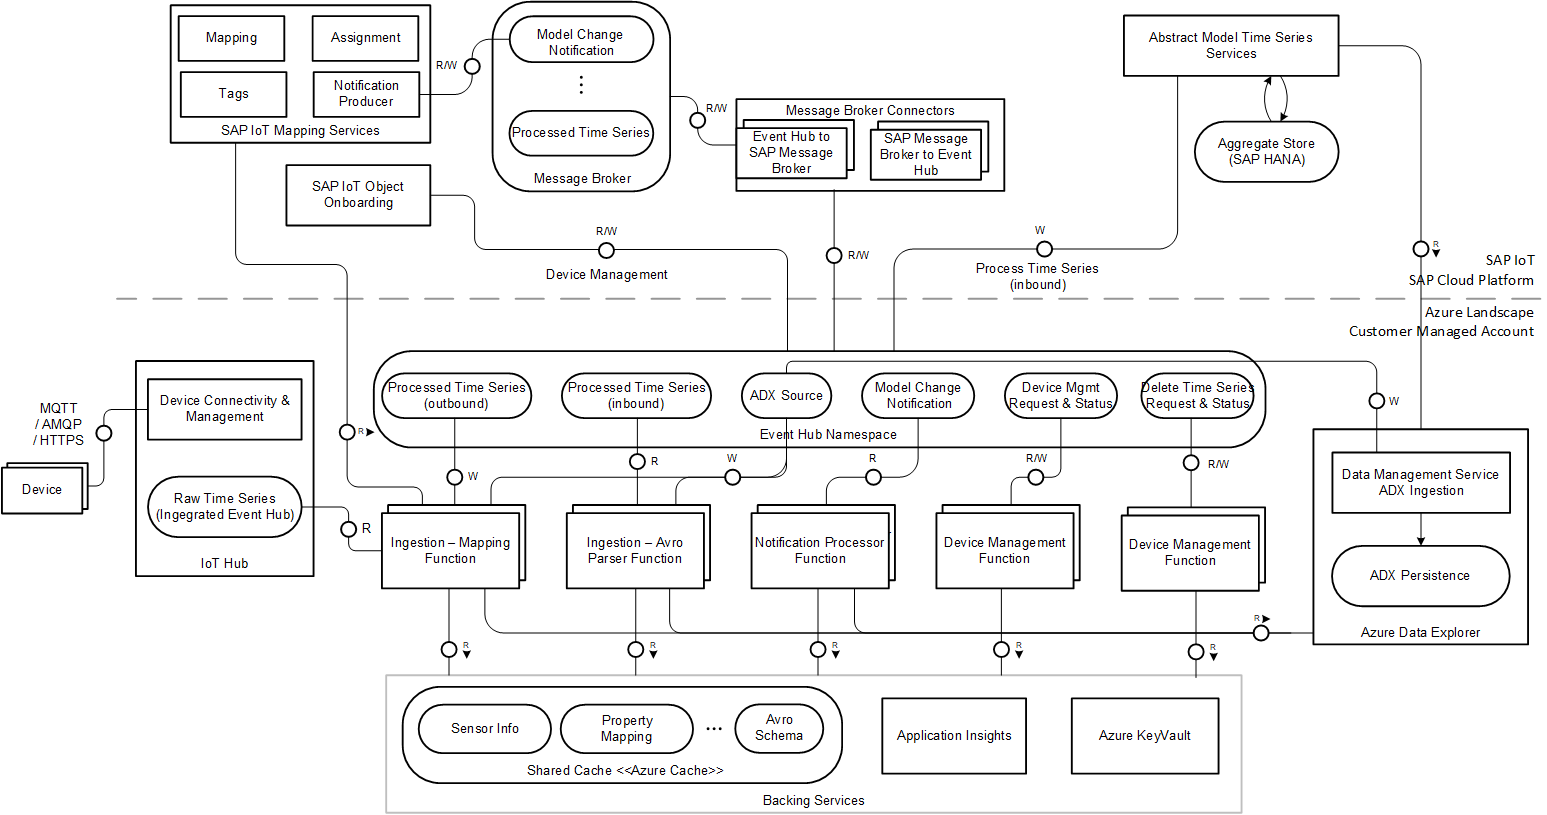 Mapping
Assignment
Tags
Notification
Producer
SAP IoT Mapping Services
R/W
Model Change
Notification
Processed Time Series
Message Broker
R/W
Message Broker Connectors
Event Hub to
SAP Message
Broker
SAP Message
Broker to Event
Hub
Abstract Model Time Series
Services
Aggregate Store
(SAP HANA)
SAP IoT Object
Onboarding
R/W
Device Management
R/W
W
Process Time Series
(inbound)
R
SAP IoT
SAP Cloud Platform
Azure Landscape
Customer Managed Account
MQTT
/ AMQP
/ HTTPS
Device
Device Connectivity &
Management
Raw Time Series
(Ingegrated Event Hub)
IoT Hub
R
R
Processed Time Series
(outbound)
Processed Time Series
(inbound)
ADX Source
Model Change
Notification
Device Mgmt
Request & Status
Delete Time Series
Request & Status
Event Hub Namespace
W
W
R
W
R
R/W
R/W
Ingestion – Mapping
Function
Ingestion – Avro
Parser Function
Notification Processor
Function
Device Management
Function
Device Management
Function
Data Management Service
ADX Ingestion
ADX Persistence
Azure Data Explorer
R
R
R
R
R
R
Sensor Info
Property
Mapping
...
Avro
Schema
Shared Cache <<Azure Cache>>
Application Insights
Azure KeyVault
Backing Services